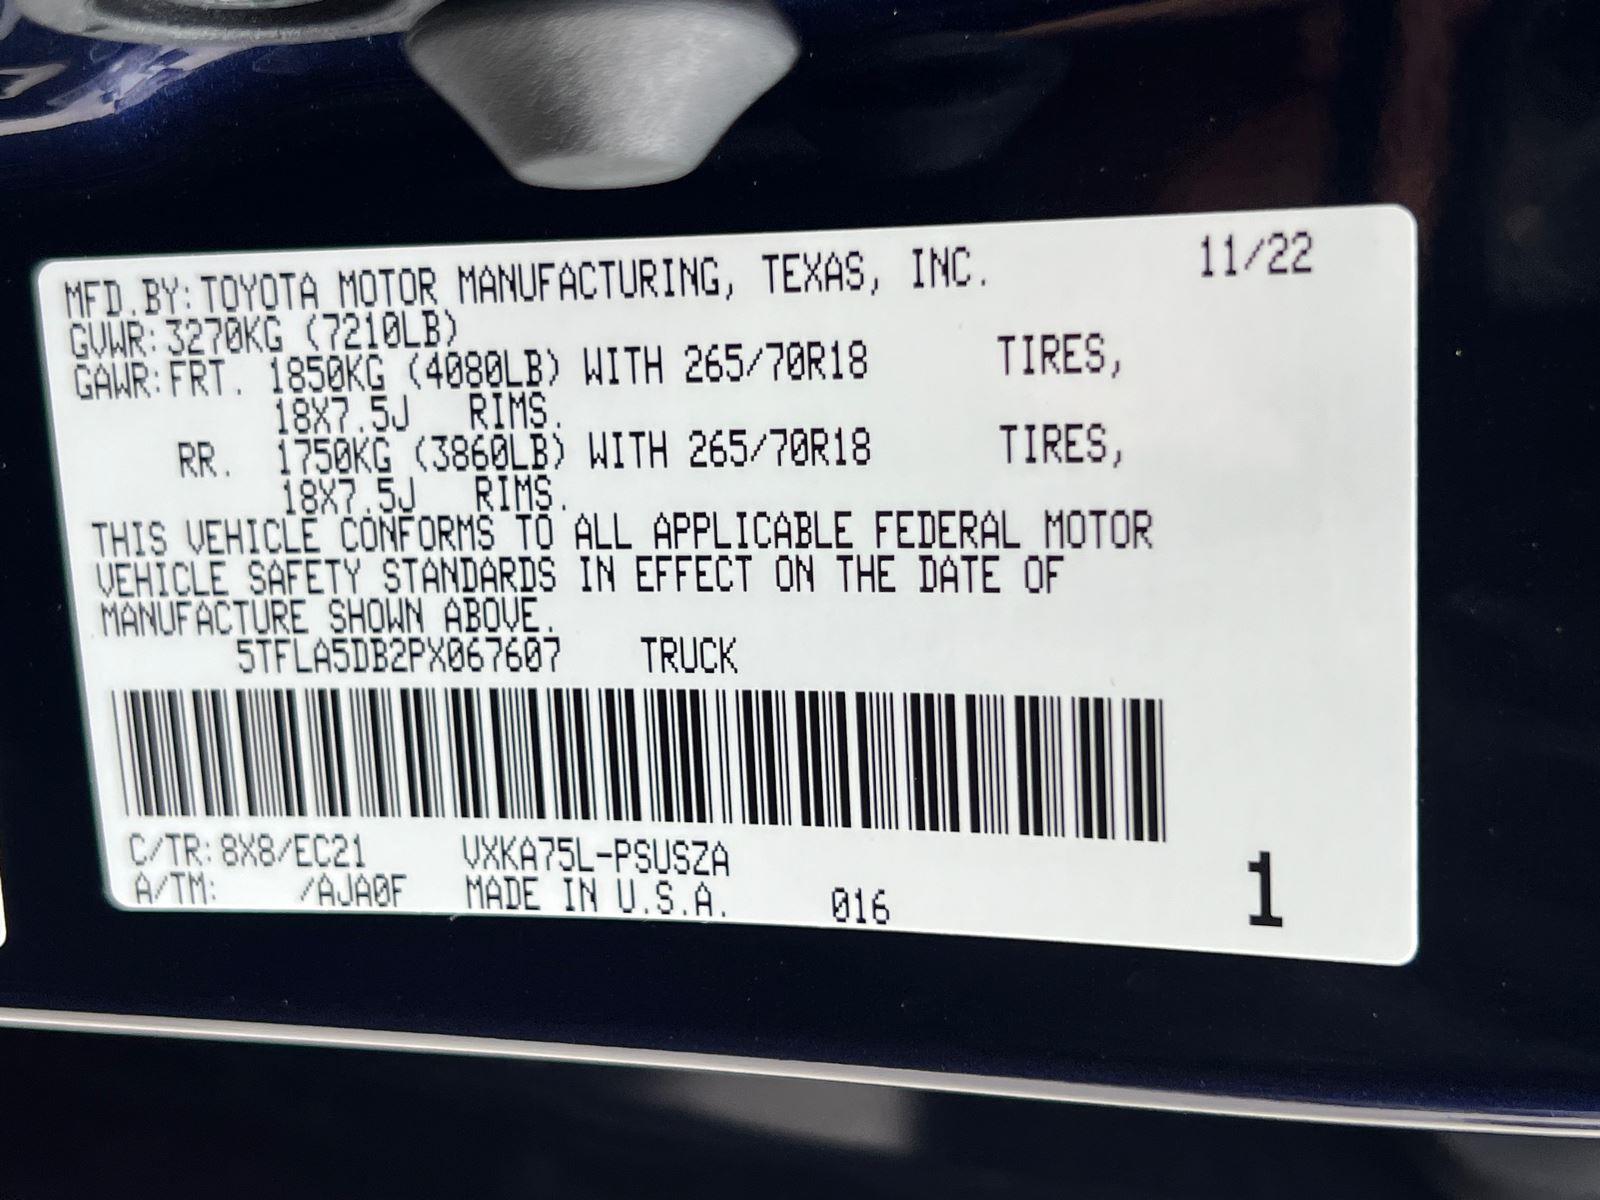 MFD.BY:TOYOTA MOTOR MANUFACTURING, TEXAS, INC. 11/22
GVWR:3270KG (7210LB)
GAWR:FRT. 1850KG (4080LB) WITH 265/70R18 TIRES,
18X7.5J RIMS.
RR. 1750KG (3860LB) WITH 265/70R18 TIRES,
18X7.5J RIMS.
THIS VEHICLE CONFORMS TO ALL APPLICABLE FEDERAL MOTOR
VEHICLE SAFETY STANDARDS IN EFFECT ON THE DATE OF
MANUFACTURE SHOWN ABOVE.
5TFLA5DB2PX067607 TRUCK
C/TR:8X8/EC21 VXKA75L-PSUSZA
A/TM: /AJA0F MADE IN U.S.A. 016 1